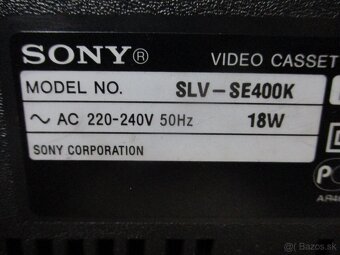 SONY®
VIDEO CASSET
MODEL NO. SLV-SE400K
~ AC 220-240V 50Hz 18W
SONY CORPORATION
bazos.sk